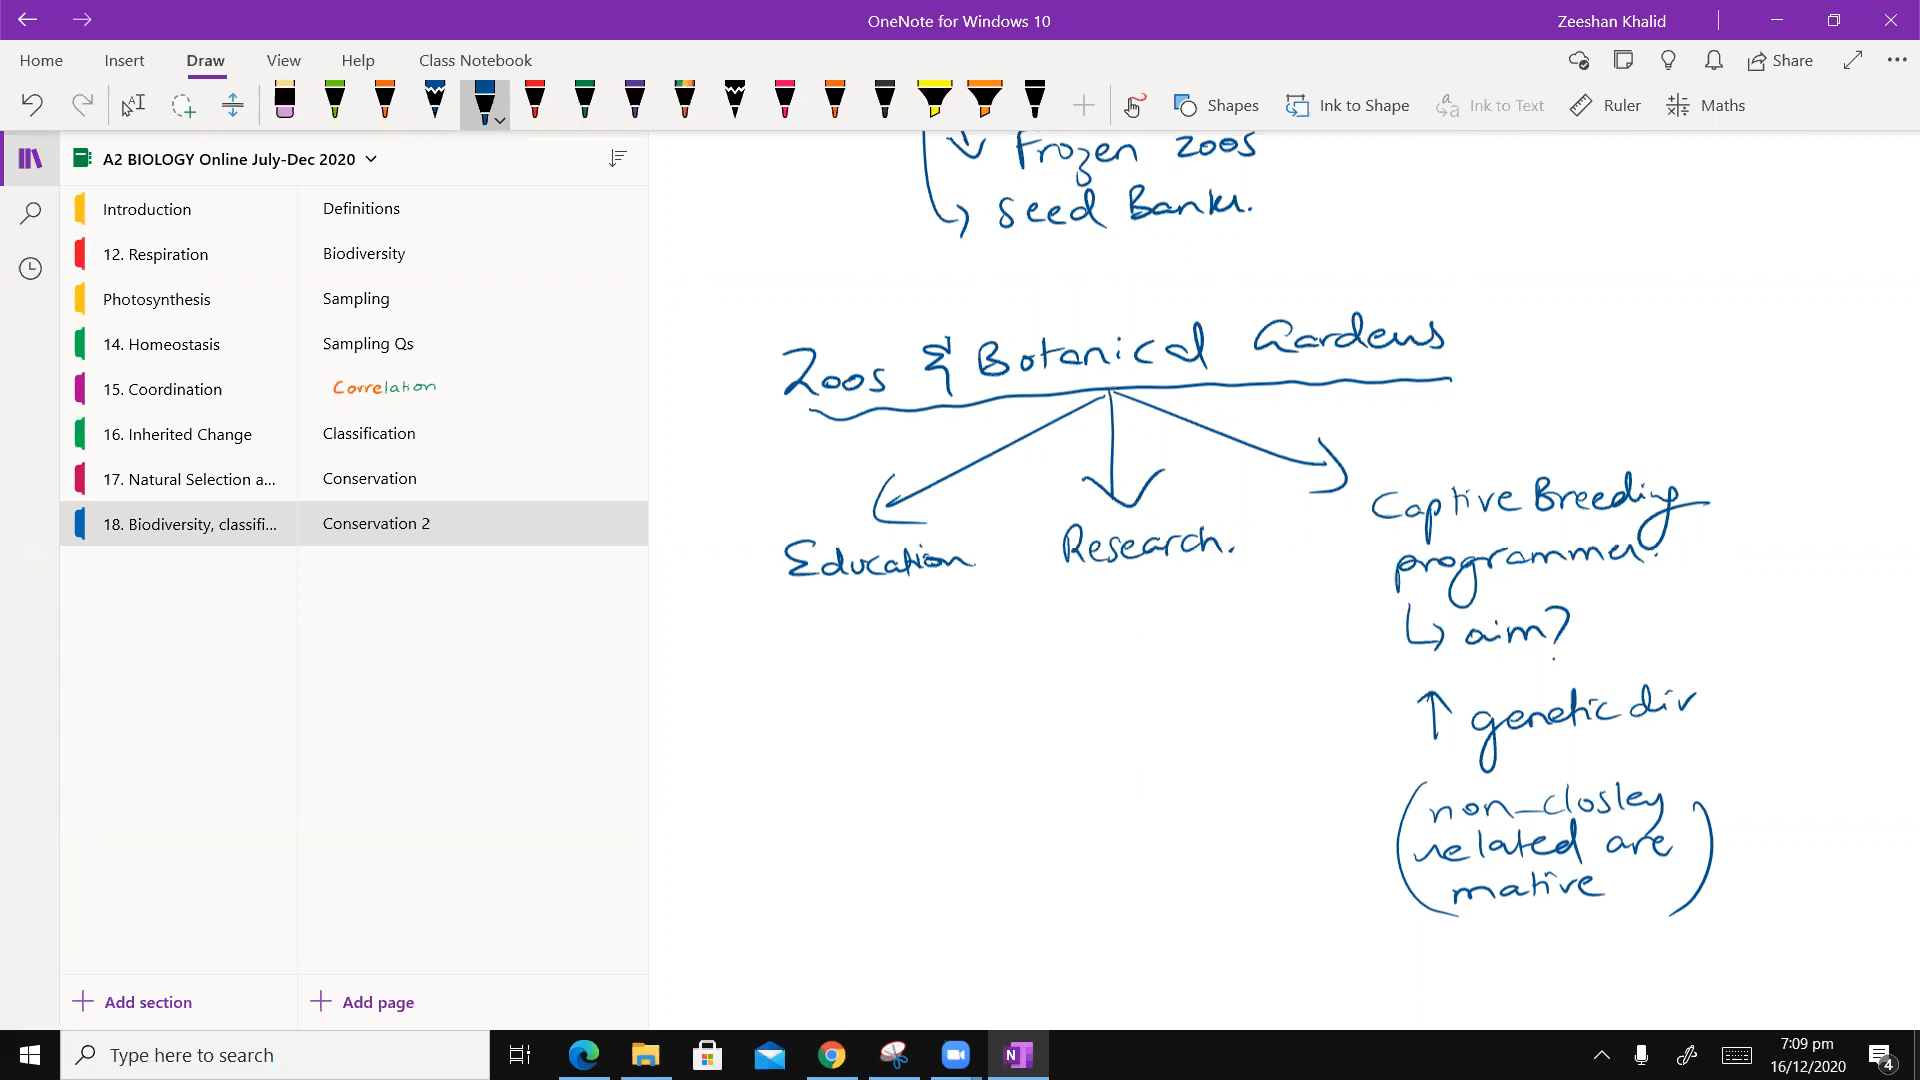 OneNote for Windows 10
Zeeshan Khalid
Home Insert Draw View Help Class Notebook
Share
Shapes Ink to Shape Ink to Text Ruler Maths
A2 BIOLOGY Online July-Dec 2020
Introduction
12. Respiration
Photosynthesis
14. Homeostasis
15. Coordination
16. Inherited Change
17. Natural Selection a...
18. Biodiversity, classifi...
Definitions
Biodiversity
Sampling
Sampling Qs
Correlation
Classification
Conservation
Conservation 2
Add section
Add page
Frozen zoos
Seed Banks.
Zoos & Botanical Gardens
Education
Research.
Captive Breeding
programmes.
aim?
↑ genetic div
(non-closley
related are
mative)
Type here to search
7:09 pm
16/12/2020
4